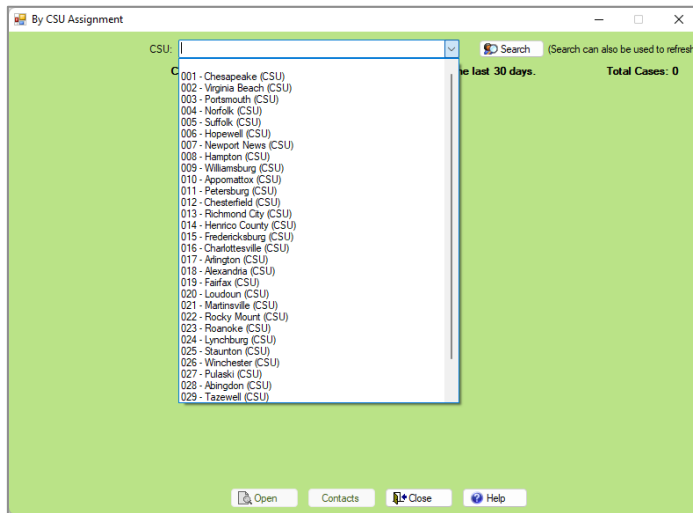 By CSU Assignment
CSU: Search (Search can also be used to refresh
C he last 30 days. Total Cases: 0
001 - Chesapeake (CSU)
002 - Virginia Beach (CSU)
003 - Portsmouth (CSU)
004 - Norfolk (CSU)
005 - Suffolk (CSU)
006 - Hopewell (CSU)
007 - Newport News (CSU)
008 - Hampton (CSU)
009 - Williamsburg (CSU)
010 - Appomattox (CSU)
011 - Petersburg (CSU)
012 - Chesterfield (CSU)
013 - Richmond City (CSU)
014 - Henrico County (CSU)
015 - Fredericksburg (CSU)
016 - Charlottesville (CSU)
017 - Arlington (CSU)
018 - Alexandria (CSU)
019 - Fairfax (CSU)
020 - Loudoun (CSU)
021 - Martinsville (CSU)
022 - Rocky Mount (CSU)
023 - Roanoke (CSU)
024 - Lynchburg (CSU)
025 - Staunton (CSU)
026 - Winchester (CSU)
027 - Pulaski (CSU)
028 - Abingdon (CSU)
029 - Tazewell (CSU)
Open Contacts Close Help